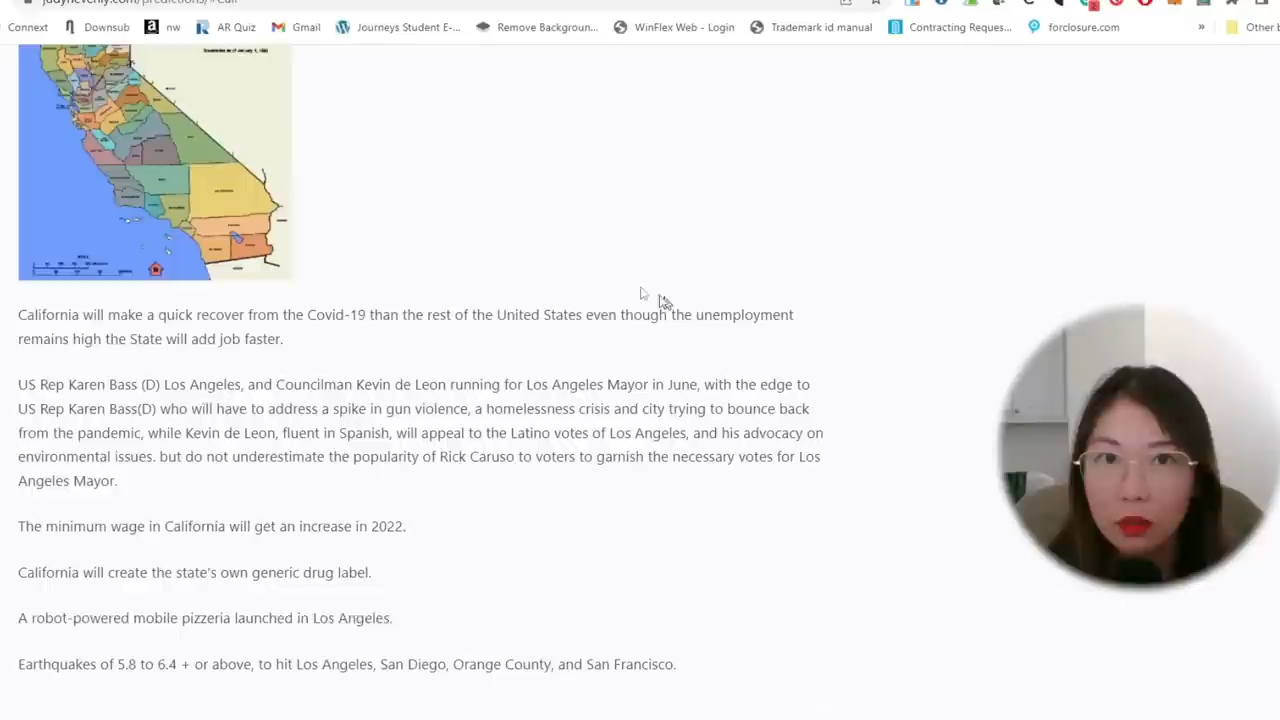 Connext Downsub nw AR Quiz Gmail Journeys Student E-... Remove Backgroun... WinFlex Web - Login Trademark id manual Contracting Reques... forclosure.com » Other b
California will make a quick recover from the Covid-19 than the rest of the United States even though the unemployment
remains high the State will add job faster.
US Rep Karen Bass (D) Los Angeles, and Councilman Kevin de Leon running for Los Angeles Mayor in June, with the edge to
US Rep Karen Bass(D) who will have to address a spike in gun violence, a homelessness crisis and city trying to bounce back
from the pandemic, while Kevin de Leon, fluent in Spanish, will appeal to the Latino votes of Los Angeles, and his advocacy on
environmental issues. but do not underestimate the popularity of Rick Caruso to voters to garnish the necessary votes for Los
Angeles Mayor.
The minimum wage in California will get an increase in 2022.
California will create the state's own generic drug label.
A robot-powered mobile pizzeria launched in Los Angeles.
Earthquakes of 5.8 to 6.4 + or above, to hit Los Angeles, San Diego, Orange County, and San Francisco.